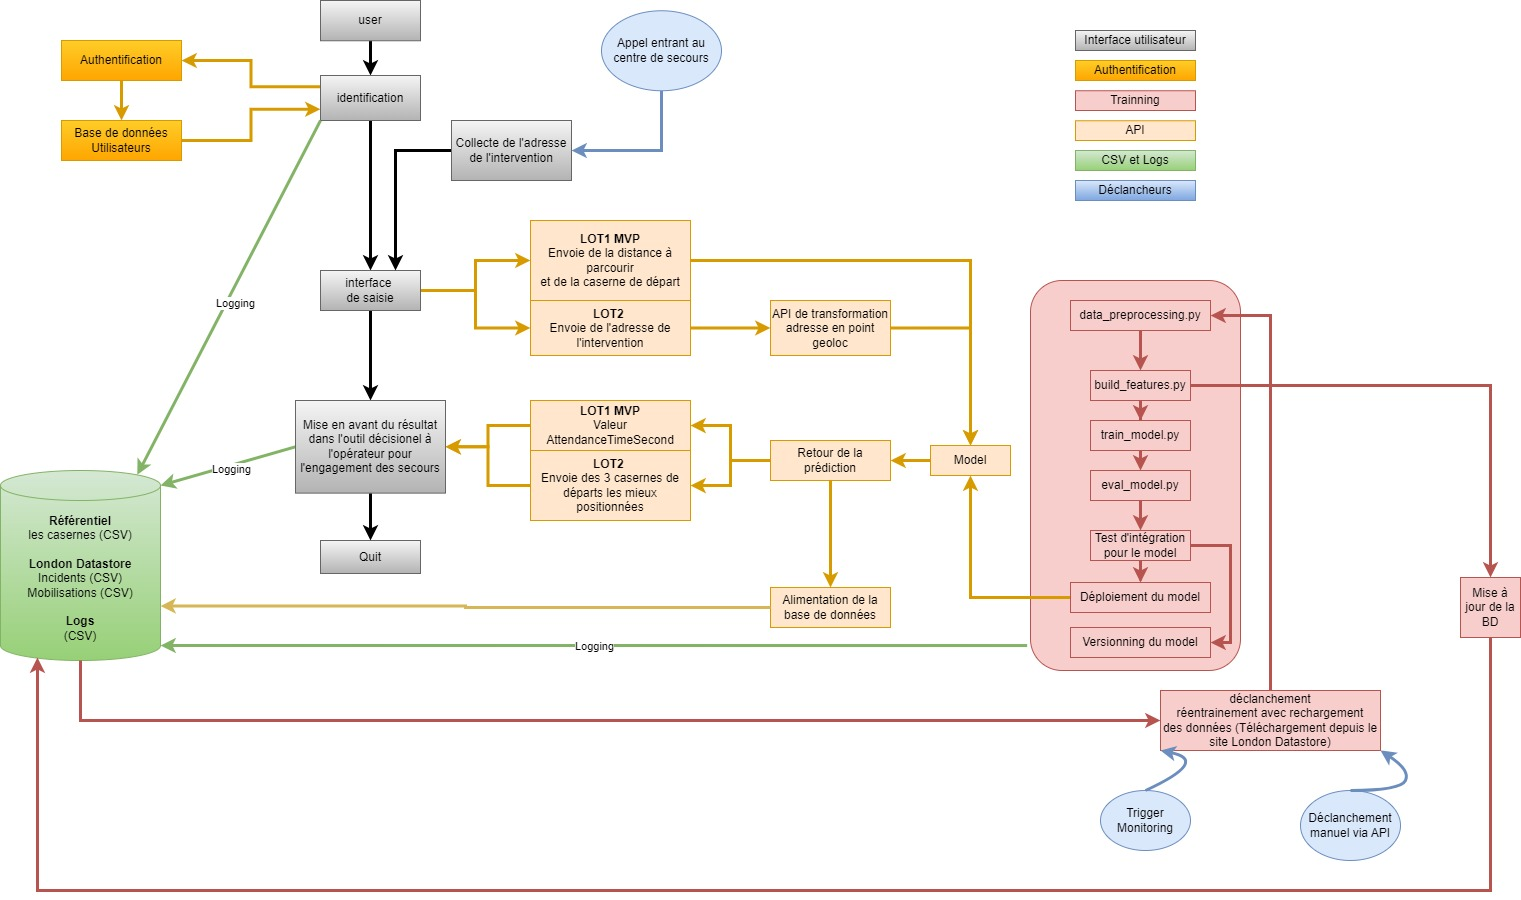 user
Authentification
Base de données
Utilisateurs
identification
Appel entrant au
centre de secours
Collecte de l'adresse
de l'intervention
Interface utilisateur
Authentification
Trainning
API
CSV et Logs
Déclancheurs
Logging
interface
de saisie
LOT1 MVP
Envoie de la distance à
parcourir
et de la caserne de départ
LOT2
Envoie de l'adresse de
l'intervention
API de transformation
adresse en point
geoloc
data_preprocessing.py
build_features.py
train_model.py
eval_model.py
Test d'intégration
pour le model
Déploiement du model
Versionning du model
Mise en avant du résultat
dans l'outil décisionel à
l'opérateur pour
l'engagement des secours
Logging
LOT1 MVP
Valeur
AttendanceTimeSecond
LOT2
Envoie des 3 casernes de
départs les mieux
positionnées
Retour de la
prédiction
Model
Quit
Référentiel
les casernes (CSV)
London Datastore
Incidents (CSV)
Mobilisations (CSV)
Logs
(CSV)
Alimentation de la
base de données
Logging
Mise à
jour de la
BD
déclanchement
réentrainement avec rechargement
des données (Téléchargement depuis le
site London Datastore)
Trigger
Monitoring
Déclanchement
manuel via API